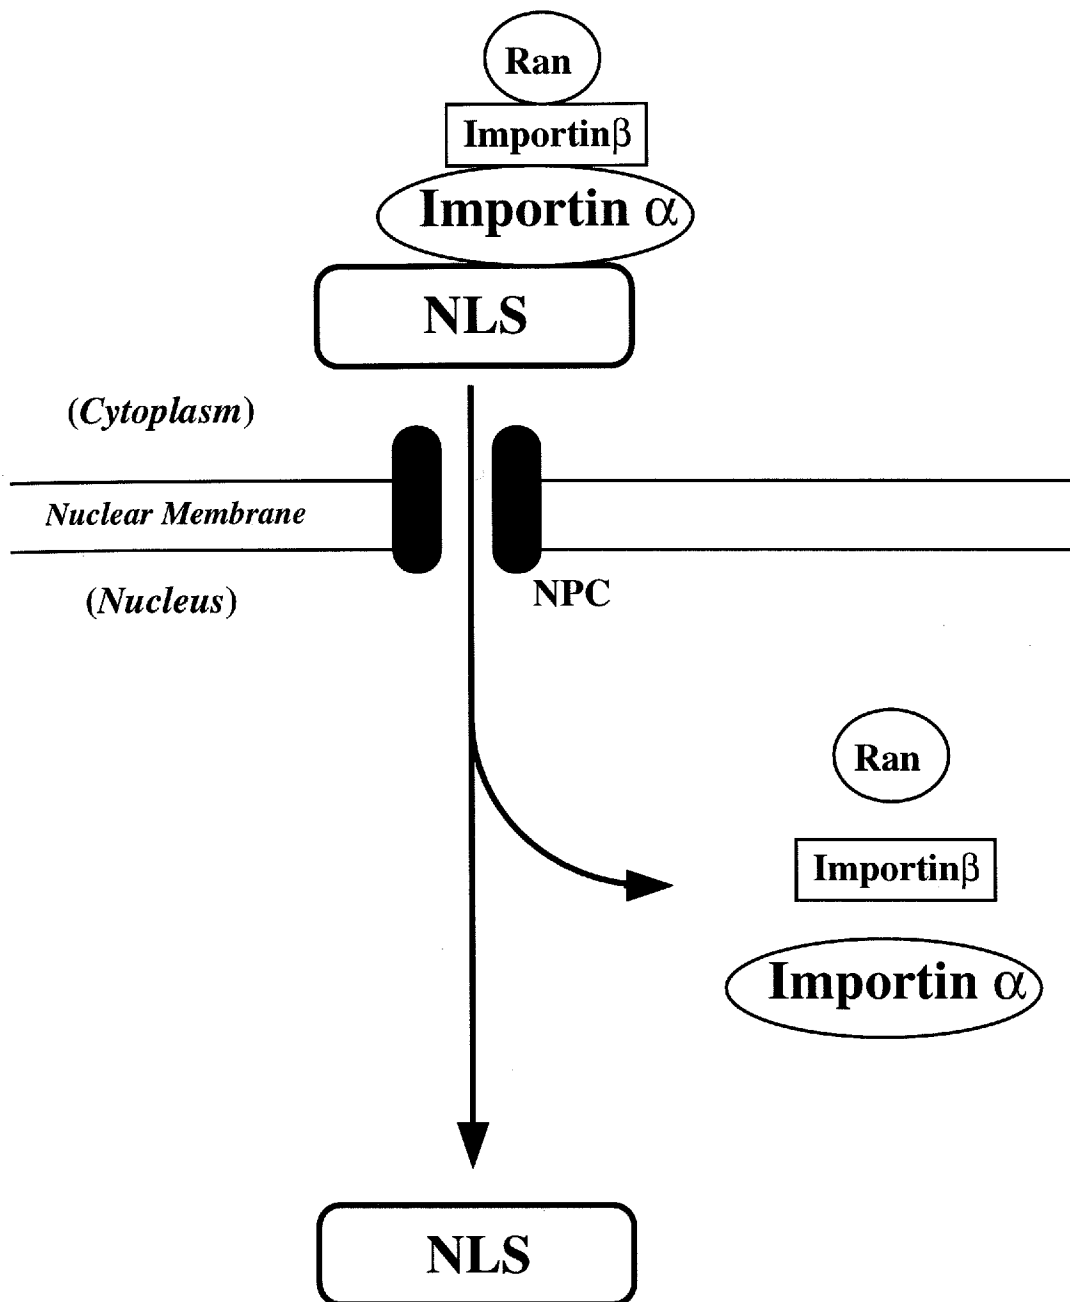 Ran
Importinβ
Importin α
NLS
(Cytoplasm)
Nuclear Membrane
(Nucleus)
NPC
Ran
Importinβ
Importin α
NLS